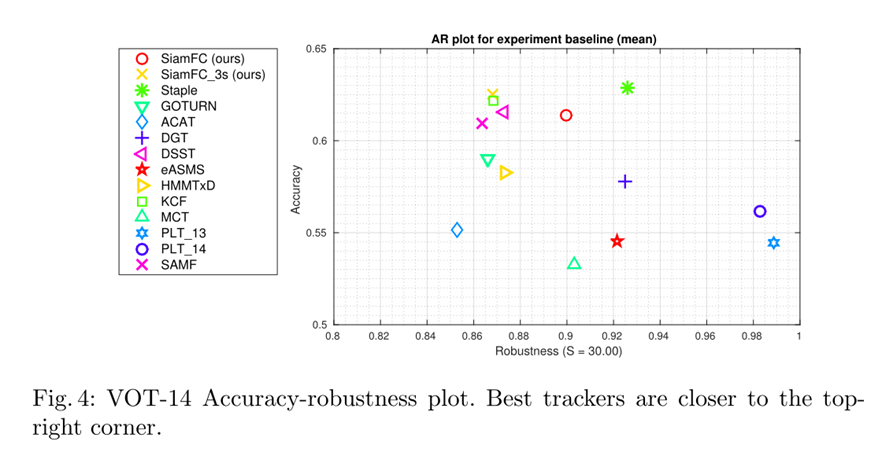 AR plot for experiment baseline (mean)
SiamFC (ours)
SiamFC_3s (ours)
Staple
GOTURN
ACAT
DGT
DSST
eASMS
HMMTxD
KCF
MCT
PLT_13
PLT_14
SAMF
Accuracy
0.65
0.6
0.55
0.5
0.8 0.82 0.84 0.86 0.88 0.9 0.92 0.94 0.96 0.98 1
Robustness (S = 30.00)
Fig. 4: VOT-14 Accuracy-robustness plot. Best trackers are closer to the top-
right corner.